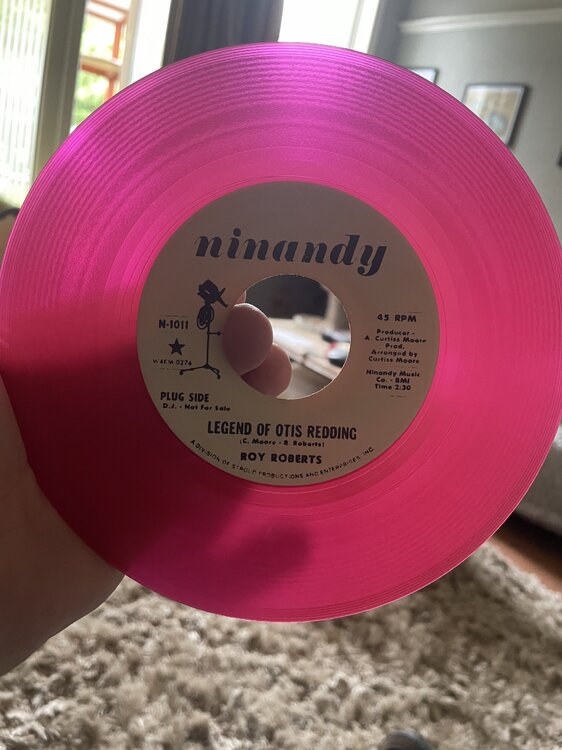 ninandy
N-1011
W4KM-0274
45 RPM
Producer -
A. Curtiss Moore
Prod.
Arranged by
Curtiss Moore
Ninandy Music
Co. - BMI
Time 2:30
PLUG SIDE
D.J. - Not For Sale
LEGEND OF OTIS REDDING
(C. Moore - R. Roberts)
ROY ROBERTS
A DIVISION OF STROUD PRODUCTIONS AND ENTERPRISES, INC.